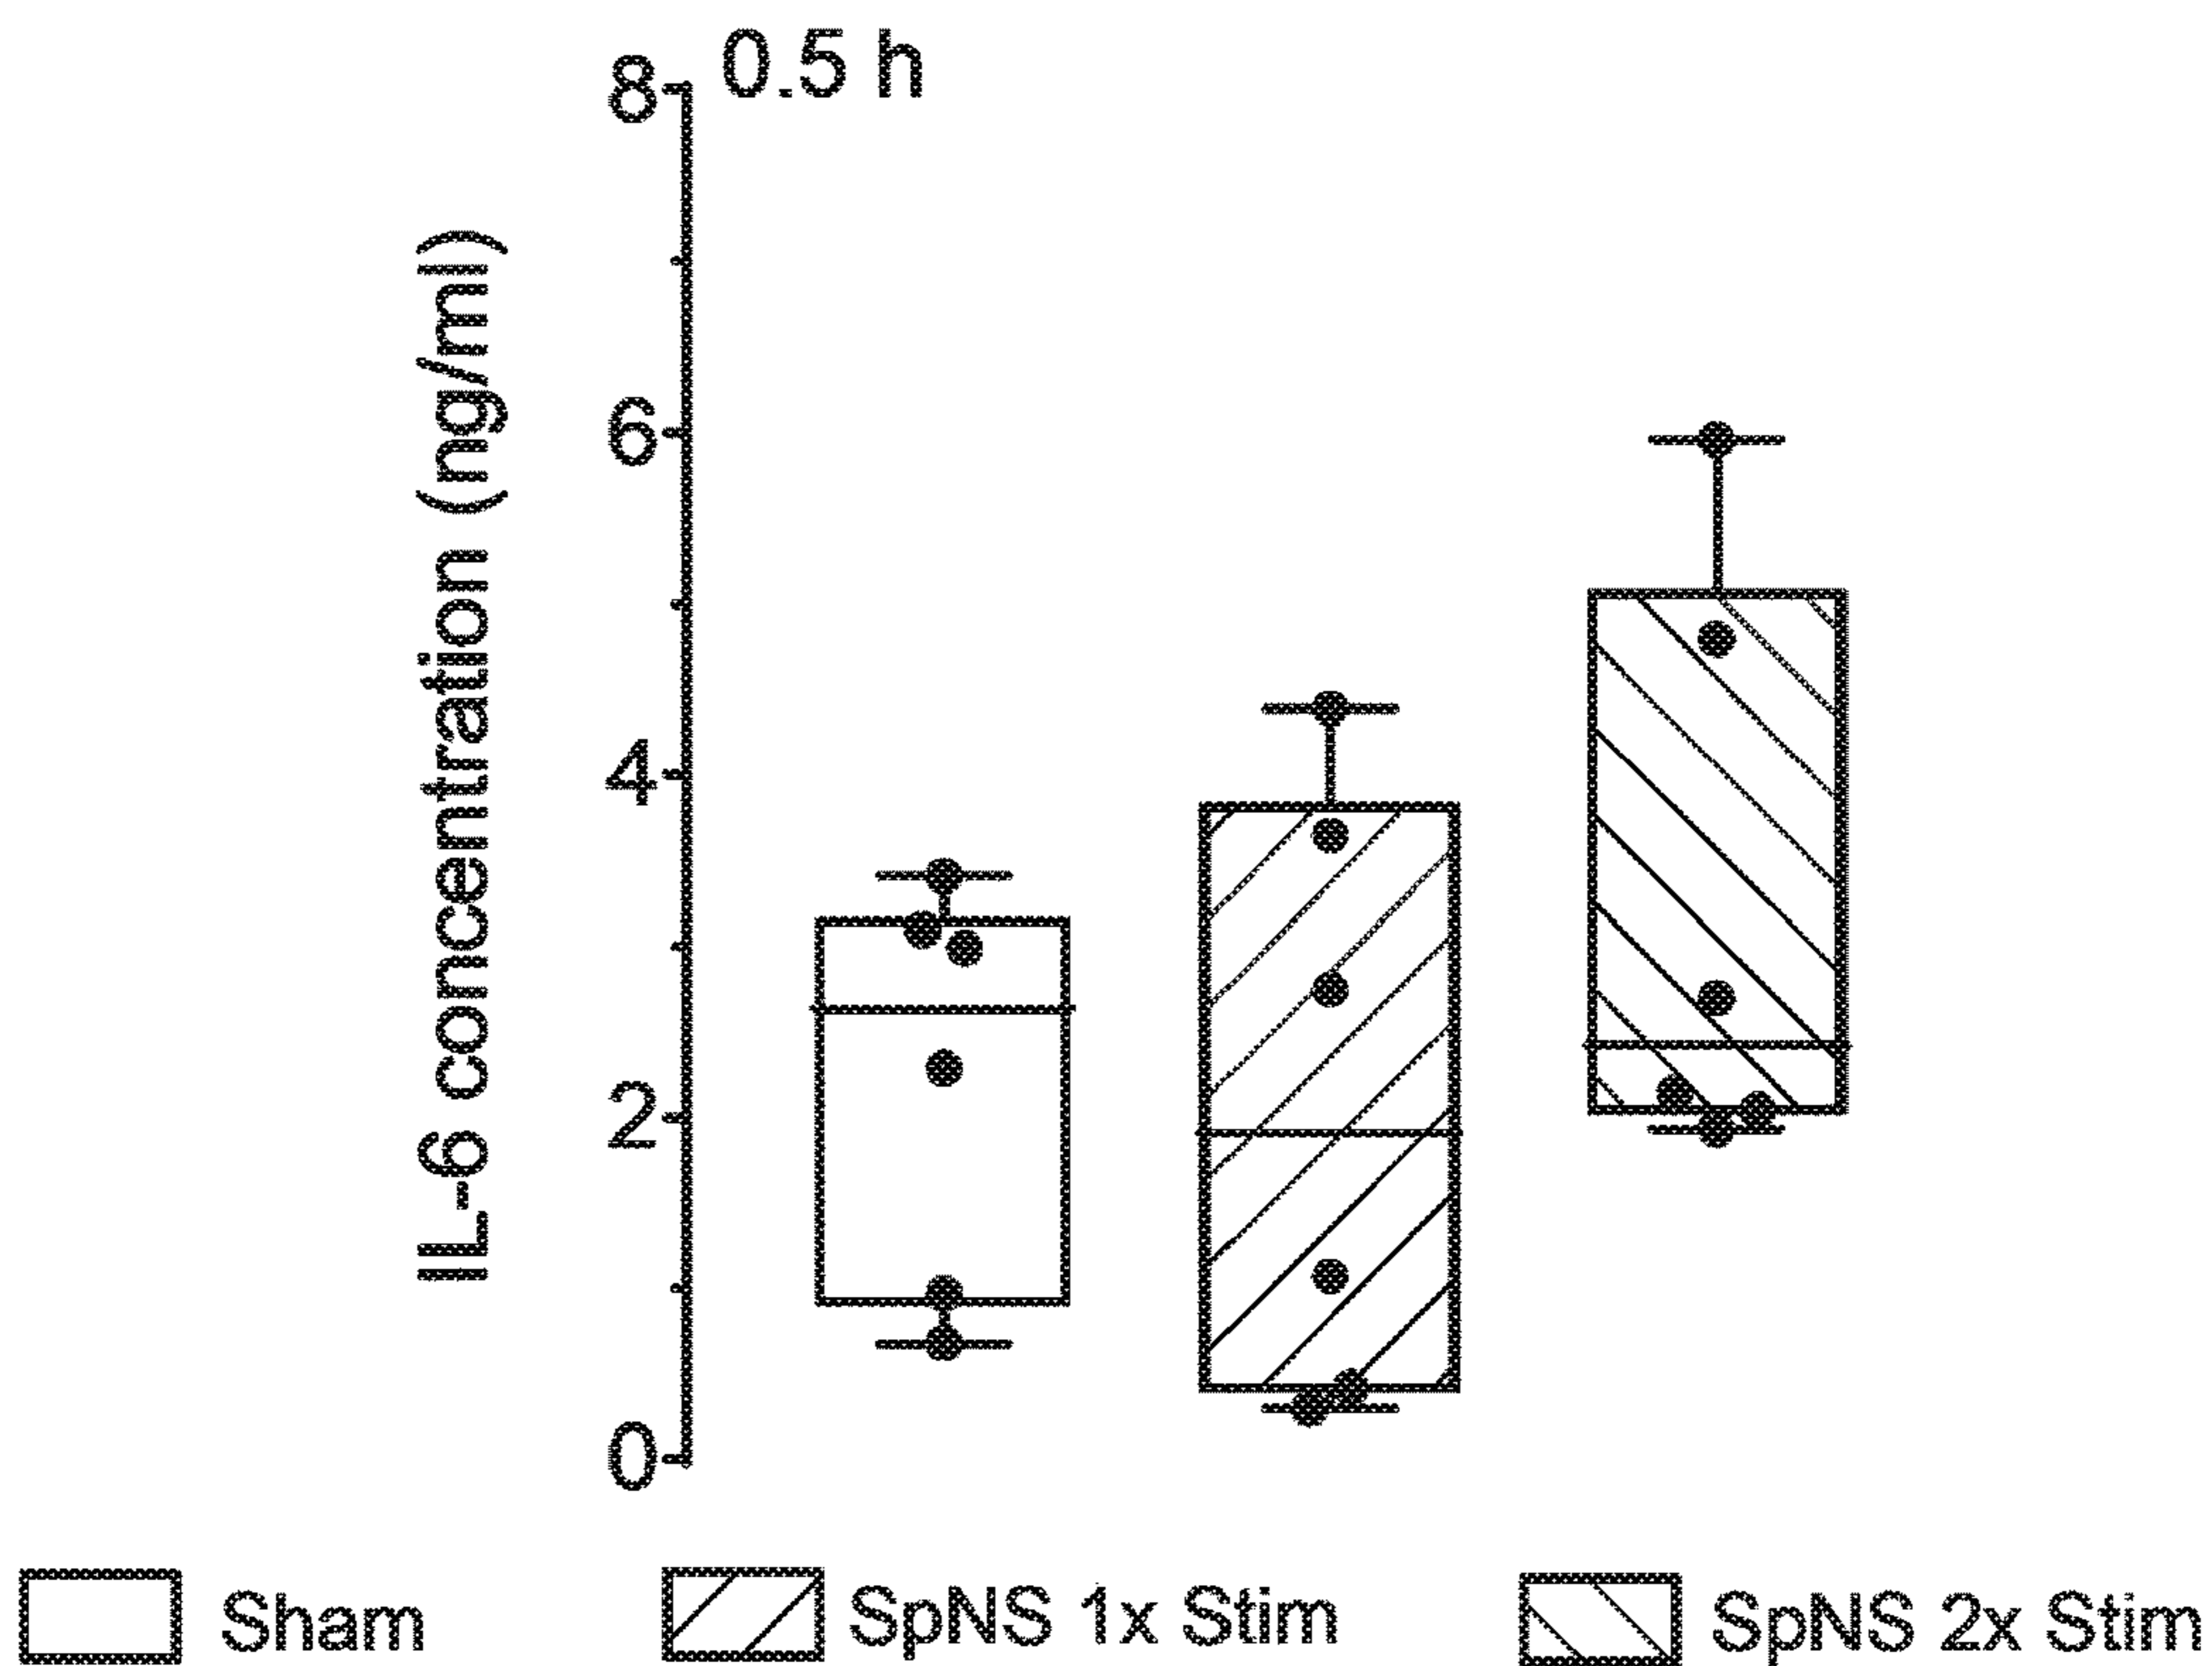 0.5 h
8
6
4
2
0
IL-6 concentration (ng/ml)
Sham
SpNS 1x Stim
SpNS 2x Stim